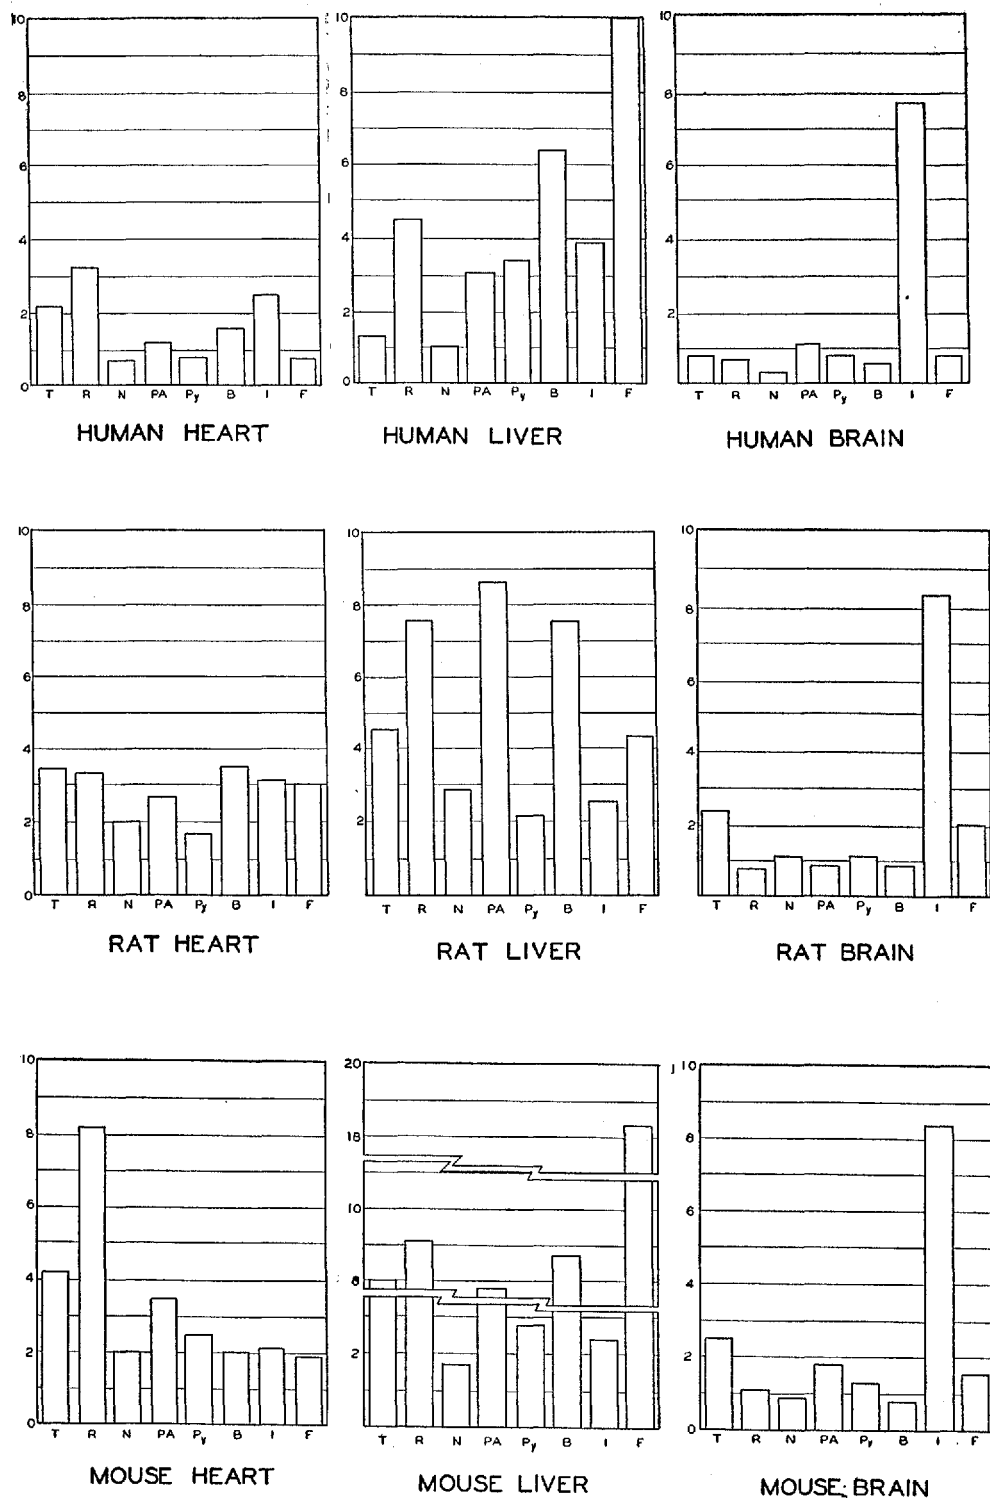 10 8 6 4 2 0
T R N PA Py B I F
HUMAN HEART
10 8 6 4 2 0
T R N PA Py B I F
HUMAN LIVER
10 8 6 4 2
T R N PA Py B I F
HUMAN BRAIN
10 8 6 4 2 0
T R N PA Py B I F
RAT HEART
10 8 6 4 2
T R N PA Py B I F
RAT LIVER
10 8 6 4 2
T R N PA Py B I F
RAT BRAIN
10 8 6 4 2 0
T R N PA Py B I F
MOUSE HEART
20 18 10 8 2
T R N PA Py B I F
MOUSE LIVER
10 8 6 4 2 0
T R N PA Py B I F
MOUSE BRAIN